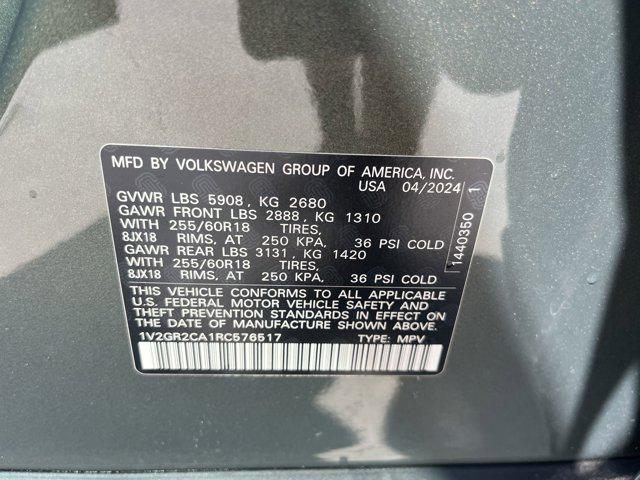 MFD BY VOLKSWAGEN GROUP OF AMERICA, INC.
USA 04/2024
GVWR LBS 5908, KG 2680
GAWR FRONT LBS 2888, KG 1310
WITH 255/60R18 TIRES,
8JX18 RIMS, AT 250 KPA, 36 PSI COLD
GAWR REAR LBS 3131, KG 1420
WITH 255/60R18 TIRES,
8JX18 RIMS, AT 250 KPA, 36 PSI COLD
THIS VEHICLE CONFORMS TO ALL APPLICABLE
U.S. FEDERAL MOTOR VEHICLE SAFETY AND
THEFT PREVENTION STANDARDS IN EFFECT ON
THE DATE OF MANUFACTURE SHOWN ABOVE.
1V2GR2CA1RC576517 TYPE: MPV
1440350 1